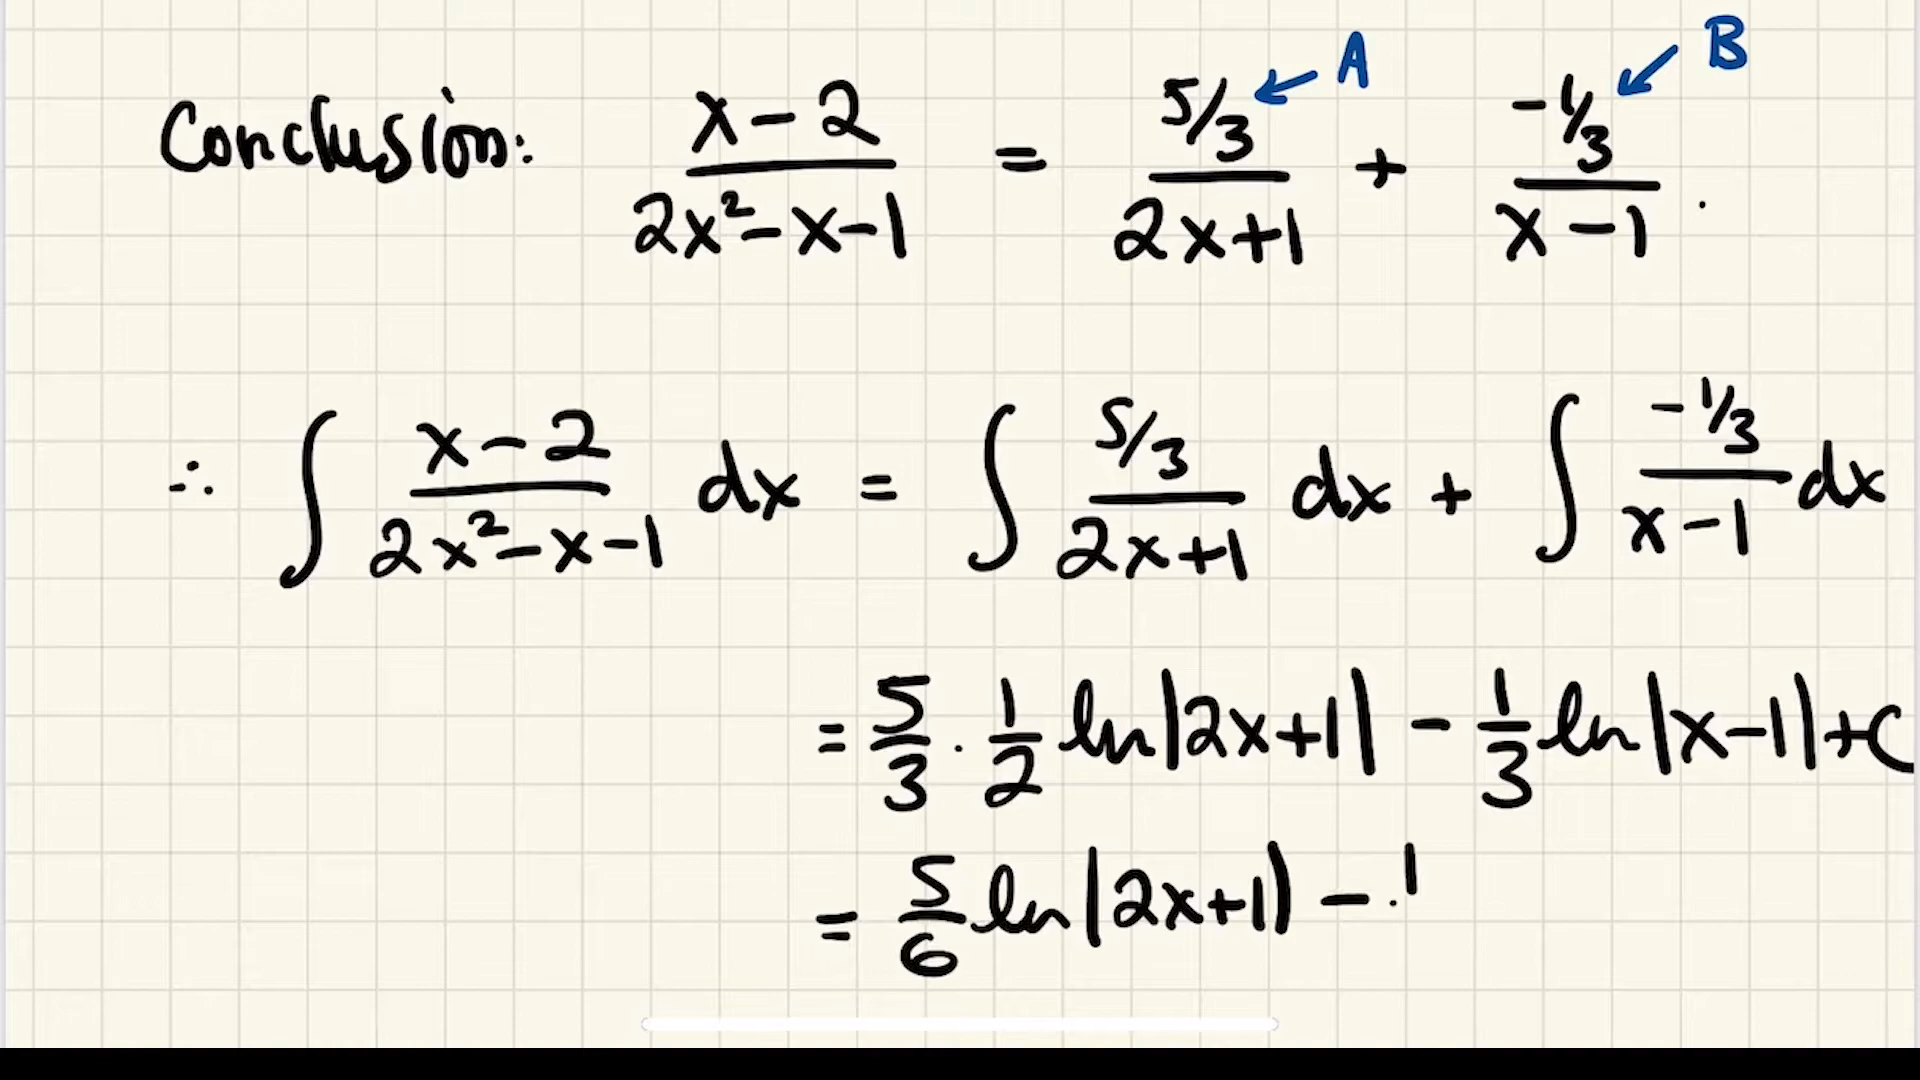 Conclusion: x-2 / 2x²-x-1 = 5/3 / 2x+1 + -1/3 / x-1 . A B
∴ ∫ x-2 / 2x²-x-1 dx = ∫ 5/3 / 2x+1 dx + ∫ -1/3 / x-1 dx
= 5/3 · 1/2 ln|2x+1| - 1/3 ln|x-1| + C
= 5/6 ln|2x+1| - 1